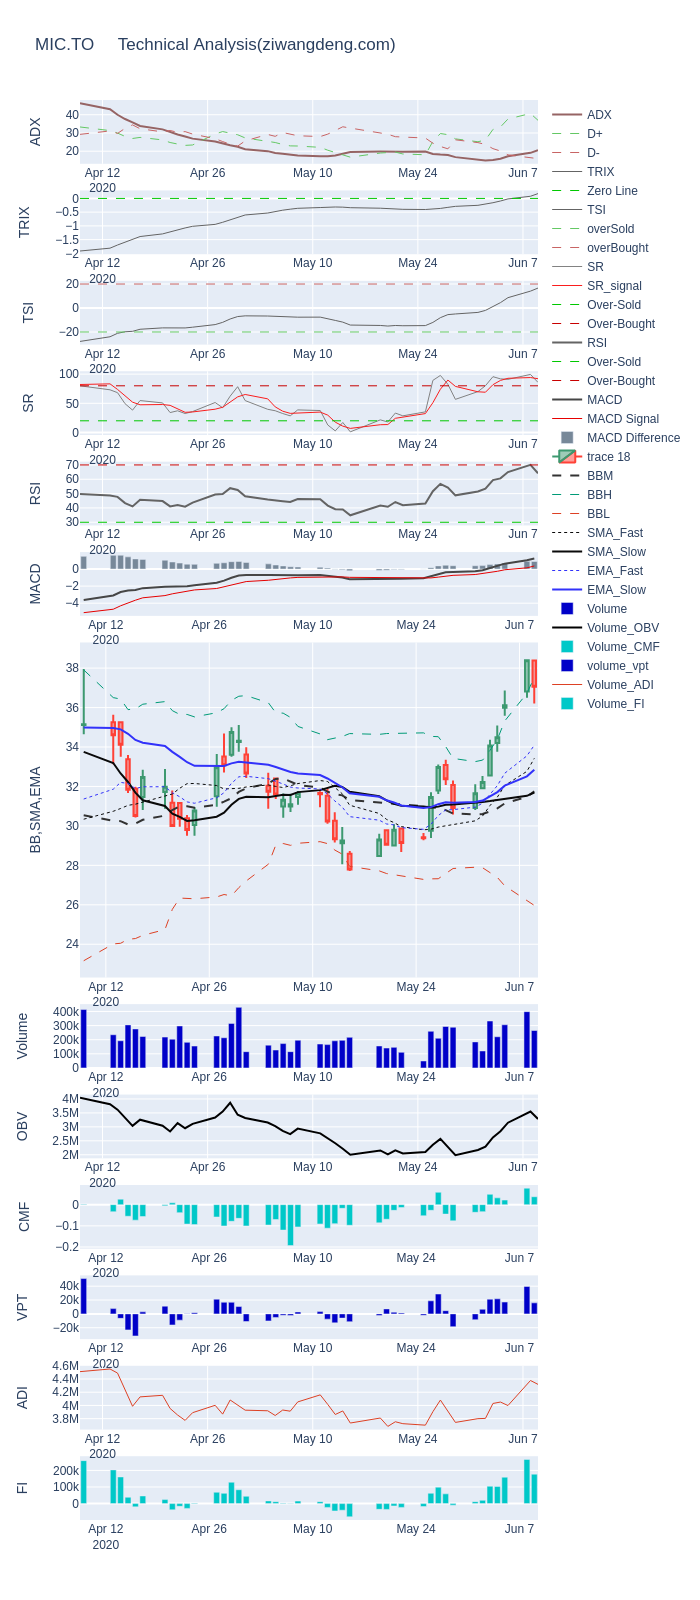 MIC.TO Technical Analysis(ziwangdeng.com)
ADX
40
30
20
Apr 12
2020
Apr 26
May 10
May 24
Jun 7
TRIX
0
−0.5
−1
−1.5
−2
Apr 12
2020
Apr 26
May 10
May 24
Jun 7
TSI
20
0
−20
Apr 12
2020
Apr 26
May 10
May 24
Jun 7
SR
100
50
0
Apr 12
2020
Apr 26
May 10
May 24
Jun 7
RSI
70
60
50
40
30
Apr 12
2020
Apr 26
May 10
May 24
Jun 7
MACD
0
−2
−4
Apr 12
2020
Apr 26
May 10
May 24
Jun 7
BB,SMA,EMA
38
36
34
32
30
28
26
24
Apr 12
2020
Apr 26
May 10
May 24
Jun 7
Volume
400k
300k
200k
100k
0
Apr 12
2020
Apr 26
May 10
May 24
Jun 7
OBV
4M
3.5M
3M
2.5M
2M
Apr 12
2020
Apr 26
May 10
May 24
Jun 7
CMF
0
−0.1
−0.2
Apr 12
2020
Apr 26
May 10
May 24
Jun 7
VPT
40k
20k
0
−20k
Apr 12
2020
Apr 26
May 10
May 24
Jun 7
ADI
4.6M
4.4M
4.2M
4M
3.8M
Apr 12
2020
Apr 26
May 10
May 24
Jun 7
FI
200k
100k
0
Apr 12
2020
Apr 26
May 10
May 24
Jun 7
ADX
D+
D-
TRIX
Zero Line
TSI
overSold
overBought
SR
SR_signal
Over-Sold
Over-Bought
RSI
Over-Sold
Over-Bought
MACD
MACD Signal
MACD Difference
trace 18
BBM
BBH
BBL
SMA_Fast
SMA_Slow
EMA_Fast
EMA_Slow
Volume
Volume_OBV
Volume_CMF
volume_vpt
Volume_ADI
Volume_FI